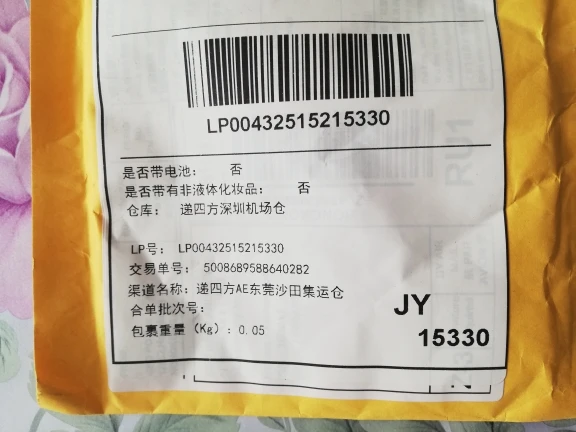 LP00432515215330
是否带电池： 否
是否带有非液体化妆品： 否
仓库： 递四方深圳机场仓
LP号： LP00432515215330
交易单号： 5008689588640282
渠道名称：递四方AE东莞沙田集运仓
合单批次号：
包裹重量（Kg）：0.05
JY
15330